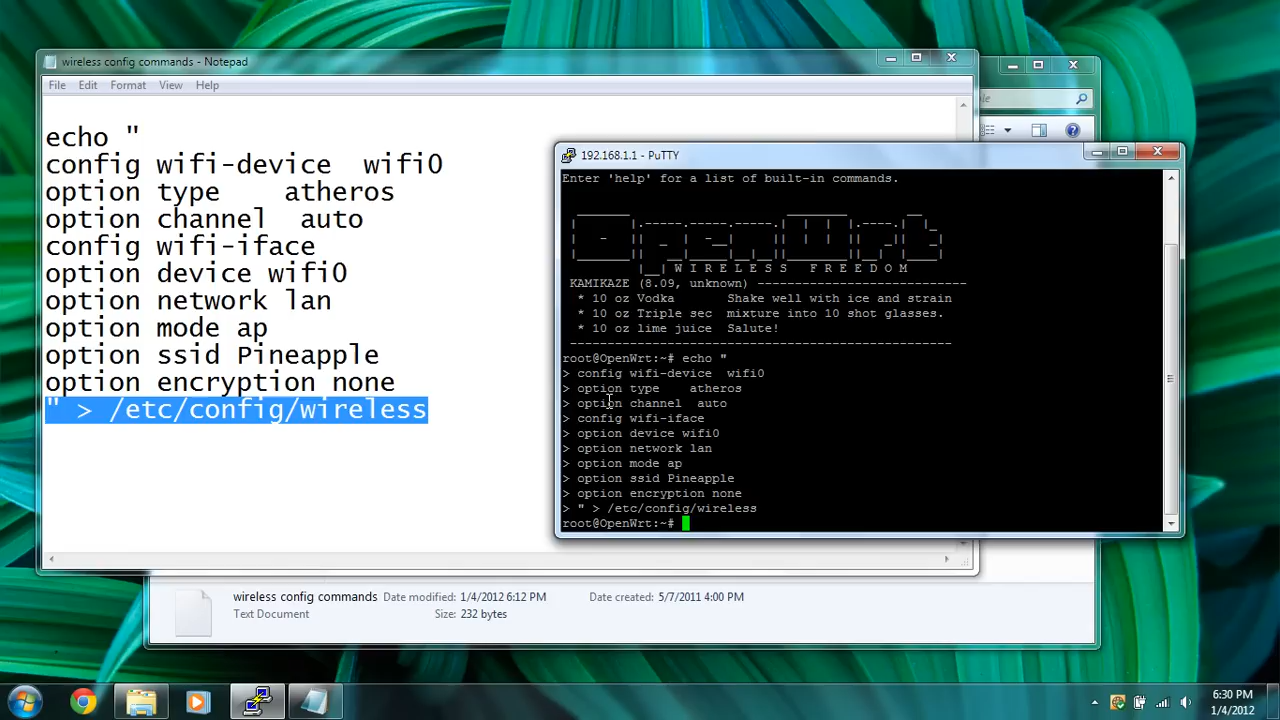 wireless config commands - Notepad
File Edit Format View Help
echo "
config wifi-device  wifi0
option type    atheros
option channel  auto
config wifi-iface
option device wifi0
option network lan
option mode ap
option ssid Pineapple
option encryption none
" > /etc/config/wireless
192.168.1.1 - PuTTY
Enter 'help' for a list of built-in commands.
W I R E L E S S   F R E E D O M
KAMIKAZE (8.09, unknown) ----------------------------
* 10 oz Vodka       Shake well with ice and strain
* 10 oz Triple sec  mixture into 10 shot glasses.
* 10 oz lime juice  Salute!
---------------------------------------------------
root@OpenWrt:~# echo "
> config wifi-device  wifi0
> option type    atheros
> option channel  auto
> config wifi-iface
> option device wifi0
> option network lan
> option mode ap
> option ssid Pineapple
> option encryption none
> " > /etc/config/wireless
root@OpenWrt:~#
wireless config commands Date modified: 1/4/2012 6:12 PM Date created: 5/7/2011 4:00 PM
Text Document Size: 232 bytes
6:30 PM
1/4/2012